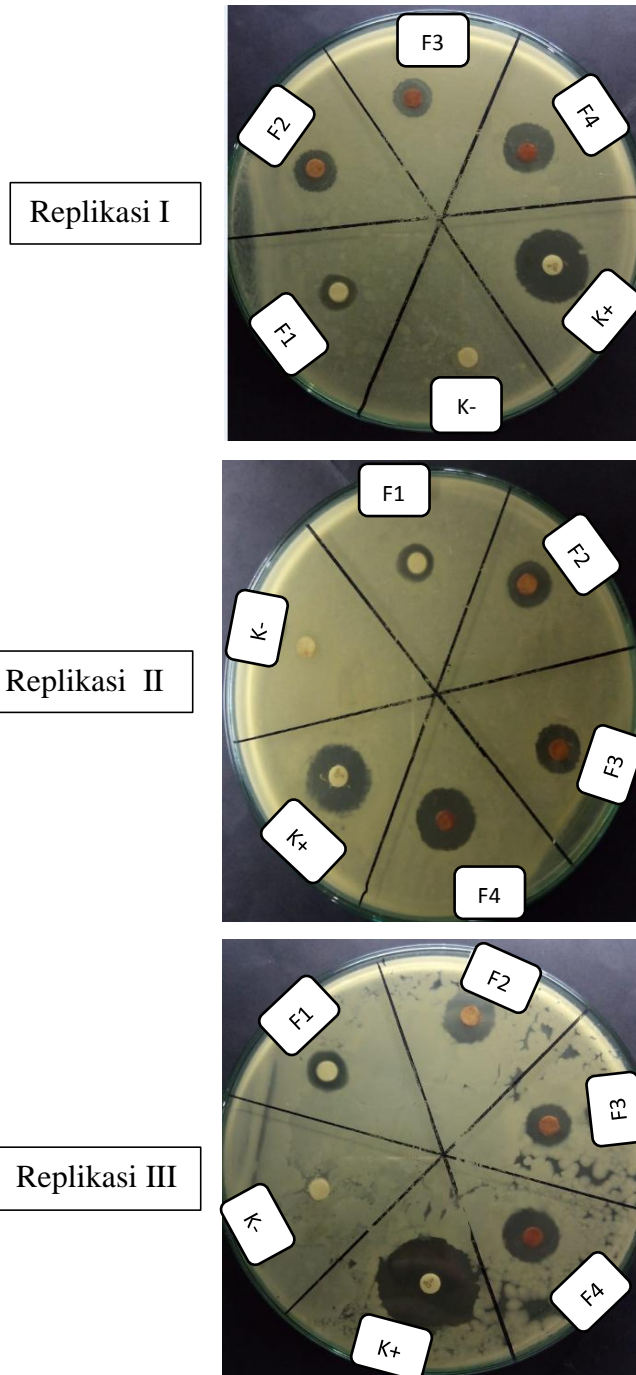 F3
F2
F4
Replikasi I
F1
K+
K-
F1
F2
K-
Replikasi II
F3
K+
F4
F2
F1
F3
Replikasi III
K-
F4
K+